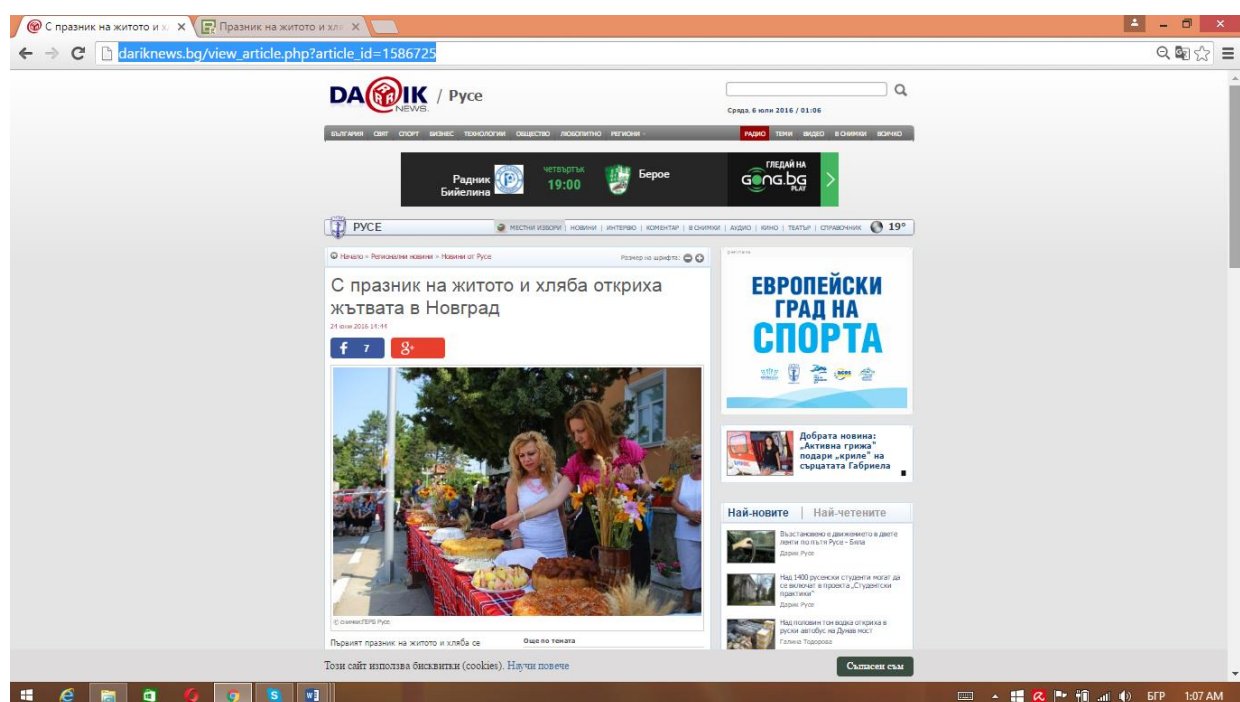 С празник на житото и х
Празник на житото и хля
dariknews.bg/view_article.php?article_id=1586725
DARIK NEWS. / Русе
Сряда, 6 юли 2016 / 01:06
БЪЛГАРИЯ СВЯТ СПОРТ БИЗНЕС ТЕХНОЛОГИИ ОБЩЕСТВО ЛЮБОПИТНО РЕГИОНИ
РАДИО ТЕМИ ВИДЕО В СНИМКИ ВСИЧКО
Радник
Бийелина
четвъртък
19:00
Берое
ГЛЕДАЙ НА
GONG.bg
PLAY
РУСЕ
МЕСТНИ ИЗБОРИ | НОВИНИ | ИНТЕРВЮ | КОМЕНТАР | В СНИМКИ | АУДИО | КИНО | ТЕАТЪР | СПРАВОЧНИК 19°
Начало » Регионални новини » Новини от Русе
Размер на шрифта:
С празник на житото и хляба откриха
жътвата в Новград
24 юни 2016 14:44
f 7
g+
© снимки:ГЕРБ Русе
Първият празник на житото и хляба се
Още по темата
реклама
ЕВРОПЕЙСКИ
ГРАД НА
СПОРТА
Добрата новина:
„Активна грижа"
подари „криле" на
сърцатата Габриела
Най-новите | Най-четените
Възстановено е движението в двете
ленти по пътя Русе - Бяла
Дарик Русе
Над 1400 русенски студенти могат да
се включат в проекта „Студентски
практики"
Дарик Русе
Над половин тон водка откриха в
руски автобус на Дунав мост
Галина Тодорова
Този сайт използва бисквитки (cookies). Научи повече
Съгласен съм
БГР 1:07 AM